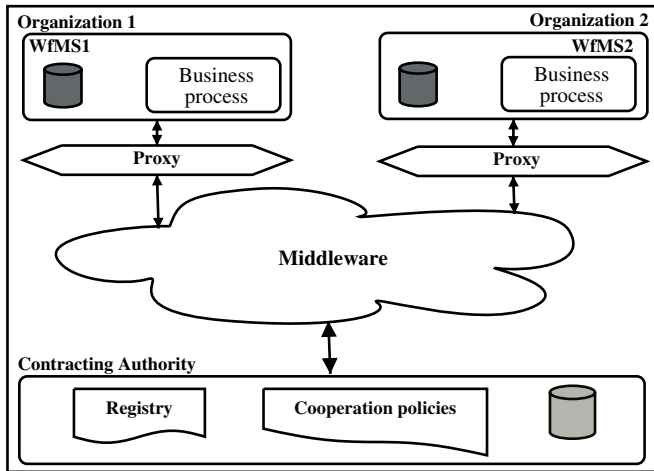 Organization 1
Organization 2
WfMS1
WfMS2
Business
process
Business
process
Proxy
Proxy
Middleware
Contracting Authority
Registry
Cooperation policies